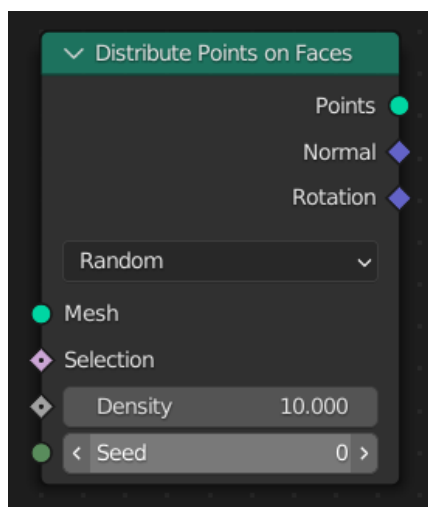 Distribute Points on Faces
Points
Normal
Rotation
Random
Mesh
Selection
Density 10.000
Seed 0